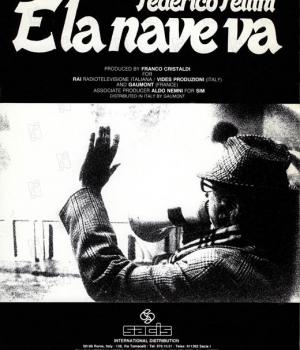 Federico Fellini
E la nave va
PRODUCED BY FRANCO CRISTALDI
FOR
RAI RADIOTELEVISIONE ITALIANA / VIDES PRODUZIONI (ITALY)
AND GAUMONT (FRANCE)
ASSOCIATE PRODUCER ALDO NEMNI FOR SIM
DISTRIBUTED IN ITALY BY GAUMONT
sacis
INTERNATIONAL DISTRIBUTION